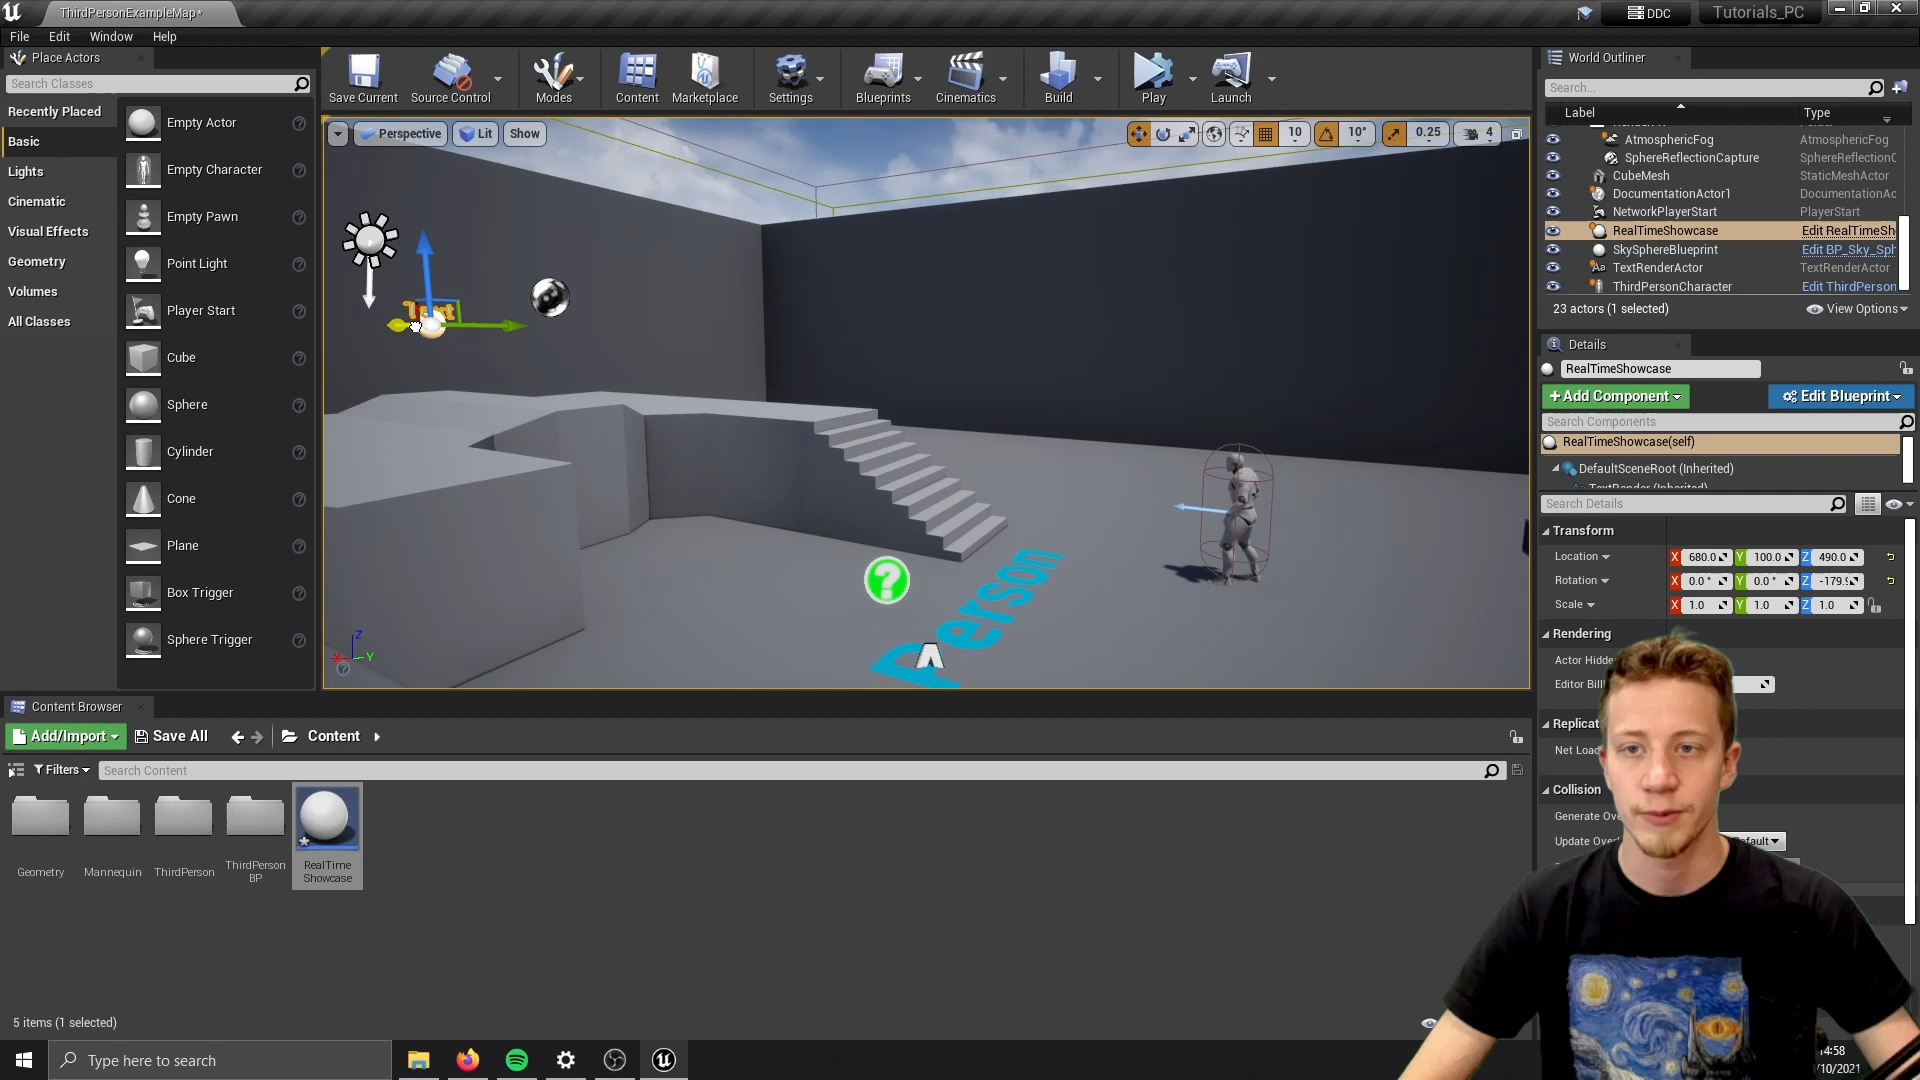 ThirdPersonExampleMap*
DDC
Tutorials_PC
File
Edit
Window
Help
Place Actors
Search Classes
Recently Placed
Basic
Lights
Cinematic
Visual Effects
Geometry
Volumes
All Classes
Empty Actor
Empty Character
Empty Pawn
Point Light
Player Start
Cube
Sphere
Cylinder
Cone
Plane
Box Trigger
Sphere Trigger
Save Current
Source Control
Modes
Content
Marketplace
Settings
Blueprints
Cinematics
Build
Play
Launch
Perspective
Lit
Show
10
10°
0.25
4
Text
Person
Z
X
Y
World Outliner
Search...
Label
Type
AtmosphericFog
AtmosphericFog
SphereReflectionCapture
SphereReflectionC
CubeMesh
StaticMeshActor
DocumentationActor1
DocumentationAc
NetworkPlayerStart
PlayerStart
RealTimeShowcase
Edit RealTimeSh
SkySphereBlueprint
Edit BP_Sky_Sph
TextRenderActor
TextRenderActor
ThirdPersonCharacter
Edit ThirdPerson
23 actors (1 selected)
View Options
Details
RealTimeShowcase
+Add Component
Edit Blueprint
Search Components
RealTimeShowcase(self)
DefaultSceneRoot (Inherited)
TextRender (Inherited)
Search Details
Transform
Location
X 680.0 Y 100.0 Z 490.0
Rotation
X 0.0 ° Y 0.0 ° Z -179.9
Scale
X 1.0 Y 1.0 Z 1.0
Rendering
Actor Hidde
Editor Bill
Replicat
Net Load
Collision
Generate Ove
Update Overl
Default
Content Browser
Add/Import
Save All
Content
Filters
Search Content
Geometry
Mannequin
ThirdPerson
ThirdPerson
BP
RealTime
Showcase
5 items (1 selected)
Type here to search
14:58
/10/2021